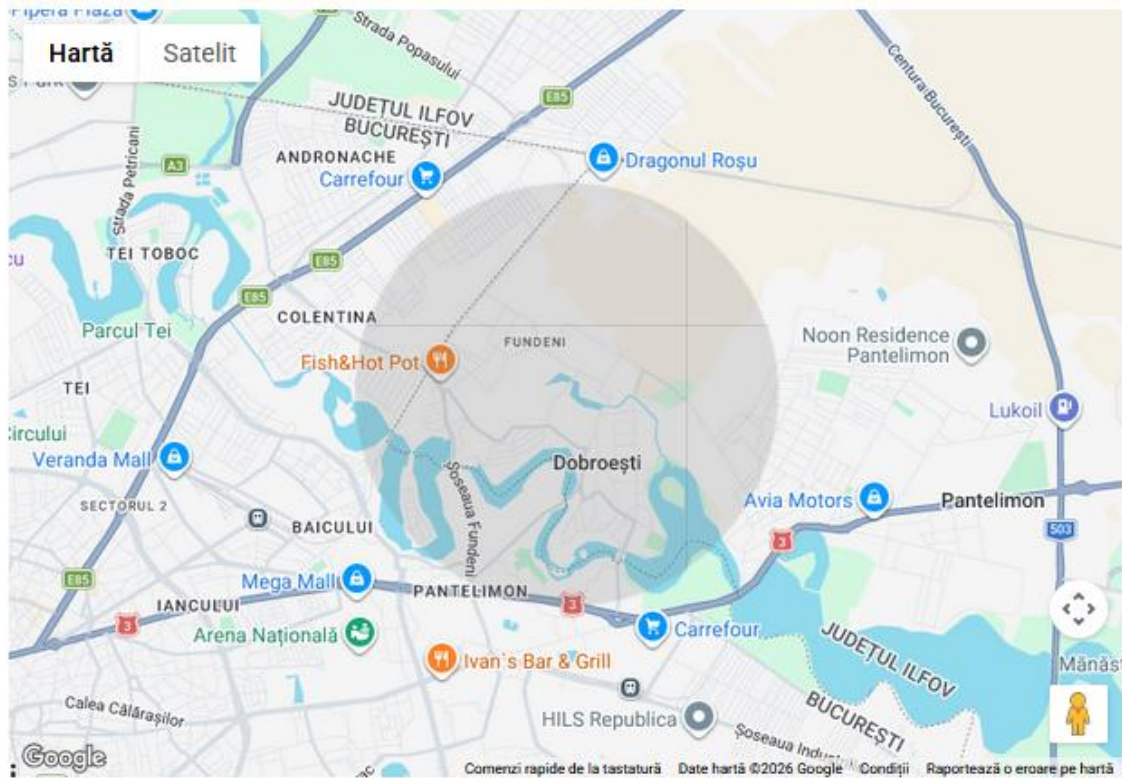 Pipera Plaza
Hartă
Satelit
Strada Popasului
Centura București
s Park
JUDEȚUL ILFOV
BUCUREȘTI
E85
Strada Petricani
A3
ANDRONACHE
Carrefour
Dragonul Roșu
TEI TOBOC
E85
E85
COLENTINA
Parcul Tei
FUNDENI
Noon Residence
Pantelimon
Fish&Hot Pot
TEI
Lukoil
Circului
Veranda Mall
Dobroești
Șoseaua Fundeni
Avia Motors
Pantelimon
SECTORUL 2
BAICULUI
3
503
E85
Mega Mall
PANTELIMON
IANCULUI
3
3
Arena Națională
Carrefour
JUDEȚUL ILFOV
BUCUREȘTI
Ivan`s Bar & Grill
Mănăst
Calea Călărașilor
HILS Republica
Șoseaua Indust
Google
Comenzi rapide de la tastatură
Date hartă ©2026 Google
Condiții
Raportează o eroare pe hartă